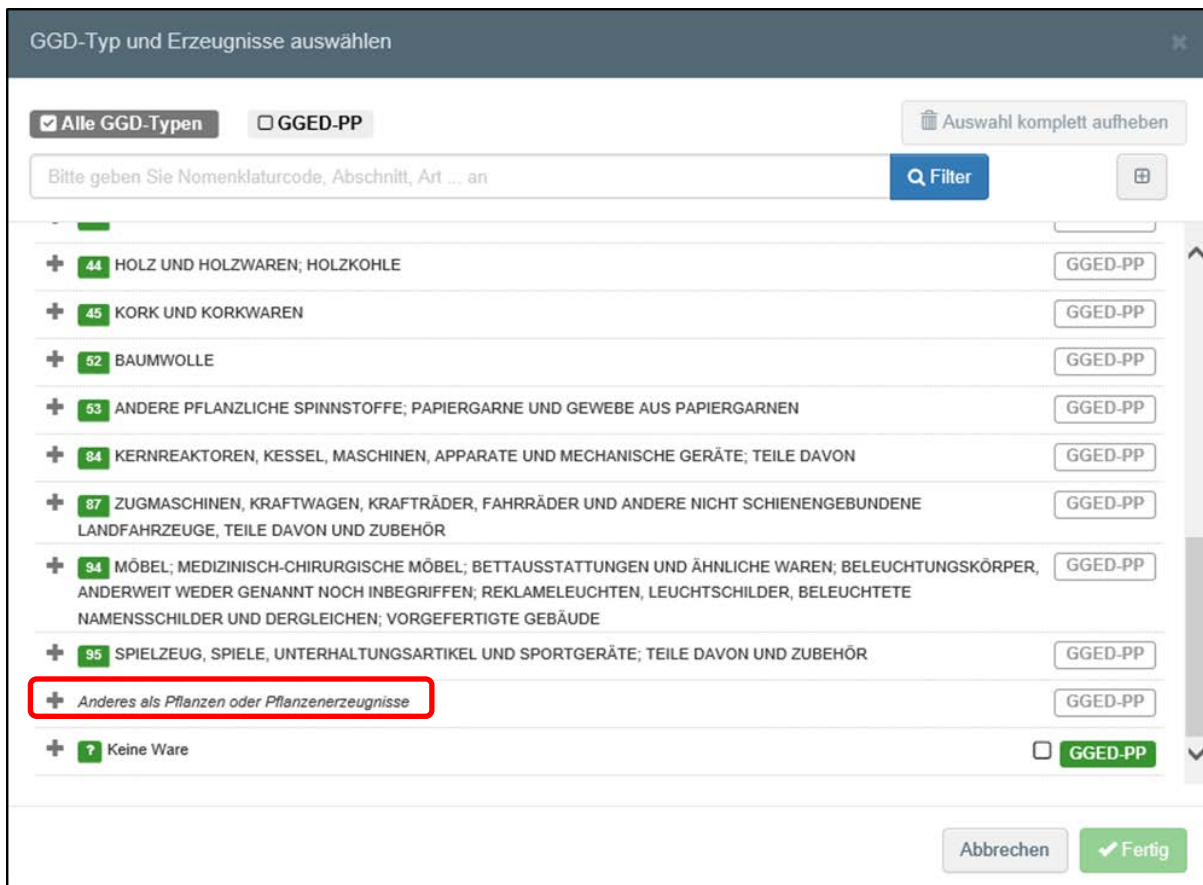 GGD-Typ und Erzeugnisse auswählen
Alle GGD-Typen GGED-PP Auswahl komplett aufheben
Bitte geben Sie Nomenklaturcode, Abschnitt, Art ... an Filter
44 HOLZ UND HOLZWAREN; HOLZKOHLE GGED-PP
45 KORK UND KORKWAREN GGED-PP
52 BAUMWOLLE GGED-PP
53 ANDERE PFLANZLICHE SPINNSTOFFE; PAPIERGARNE UND GEWEBE AUS PAPIERGARNEN GGED-PP
84 KERNREAKTOREN, KESSEL, MASCHINEN, APPARATE UND MECHANISCHE GERÄTE; TEILE DAVON GGED-PP
87 ZUGMASCHINEN, KRAFTWAGEN, KRAFTRÄDER, FAHRRÄDER UND ANDERE NICHT SCHIENENGEBUNDENE GGED-PP
LANDFAHRZEUGE, TEILE DAVON UND ZUBEHÖR
94 MÖBEL; MEDIZINISCH-CHIRURGISCHE MÖBEL; BETTAUSSTATTUNGEN UND ÄHNLICHE WAREN; BELEUCHTUNGSKÖRPER, GGED-PP
ANDERWEIT WEDER GENANNT NOCH INBEGRIFFEN; REKLAMELEUCHTEN, LEUCHTSCHILDER, BELEUCHTETE
NAMENSSCHILDER UND DERGLEICHEN; VORGEFERTIGTE GEBÄUDE
95 SPIELZEUG, SPIELE, UNTERHALTUNGSARTIKEL UND SPORTGERÄTE; TEILE DAVON UND ZUBEHÖR GGED-PP
Anderes als Pflanzen oder Pflanzenerzeugnisse GGED-PP
? Keine Ware GGED-PP
Abbrechen Fertig